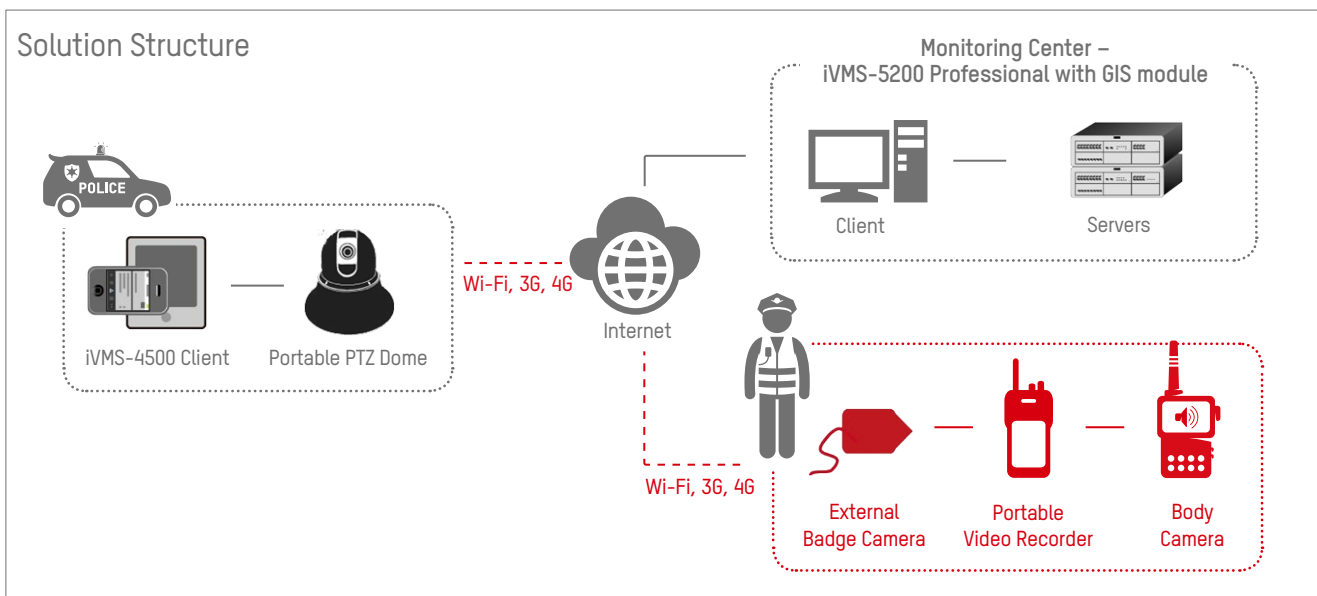 Solution Structure
Monitoring Center –
iVMS-5200 Professional with GIS module
POLICE
Client
Servers
iVMS-4500 Client
Portable PTZ Dome
Wi-Fi, 3G, 4G
Internet
Wi-Fi, 3G, 4G
External
Badge Camera
Portable
Video Recorder
Body
Camera